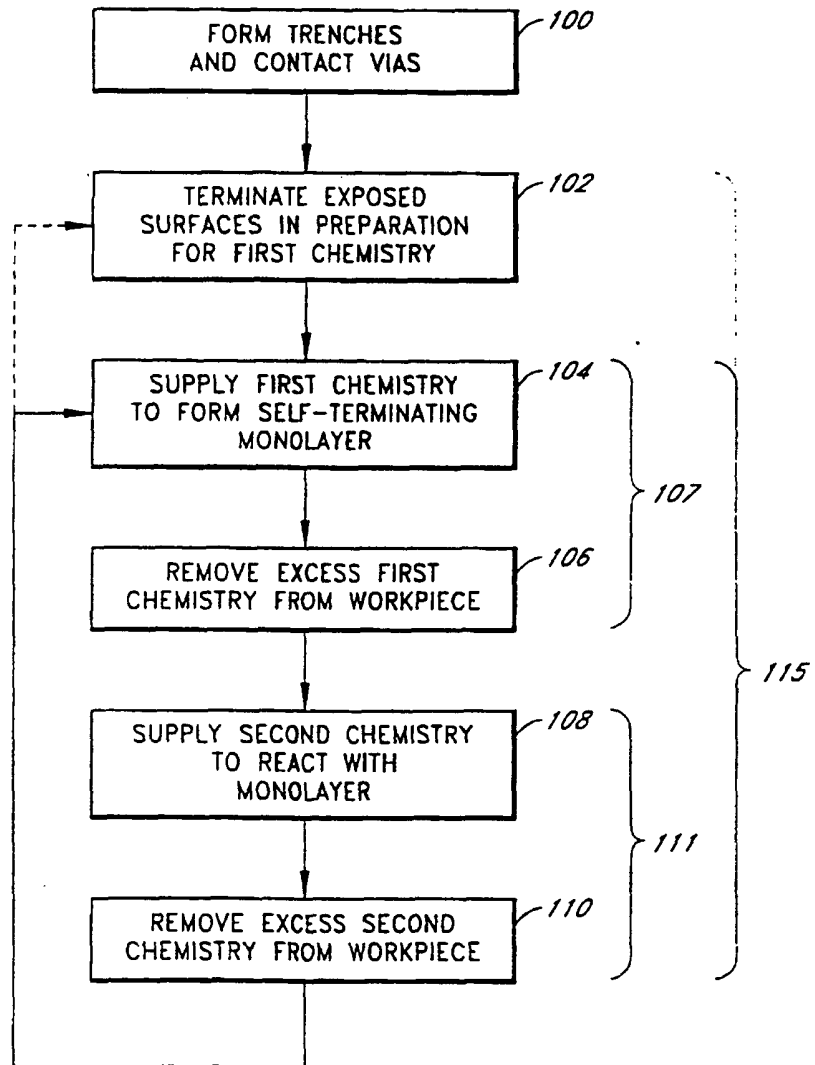 100
FORM TRENCHES
AND CONTACT VIAS
102
TERMINATE EXPOSED
SURFACES IN PREPARATION
FOR FIRST CHEMISTRY
104
SUPPLY FIRST CHEMISTRY
TO FORM SELF-TERMINATING
MONOLAYER
107
106
REMOVE EXCESS FIRST
CHEMISTRY FROM WORKPIECE
115
108
SUPPLY SECOND CHEMISTRY
TO REACT WITH
MONOLAYER
111
110
REMOVE EXCESS SECOND
CHEMISTRY FROM WORKPIECE